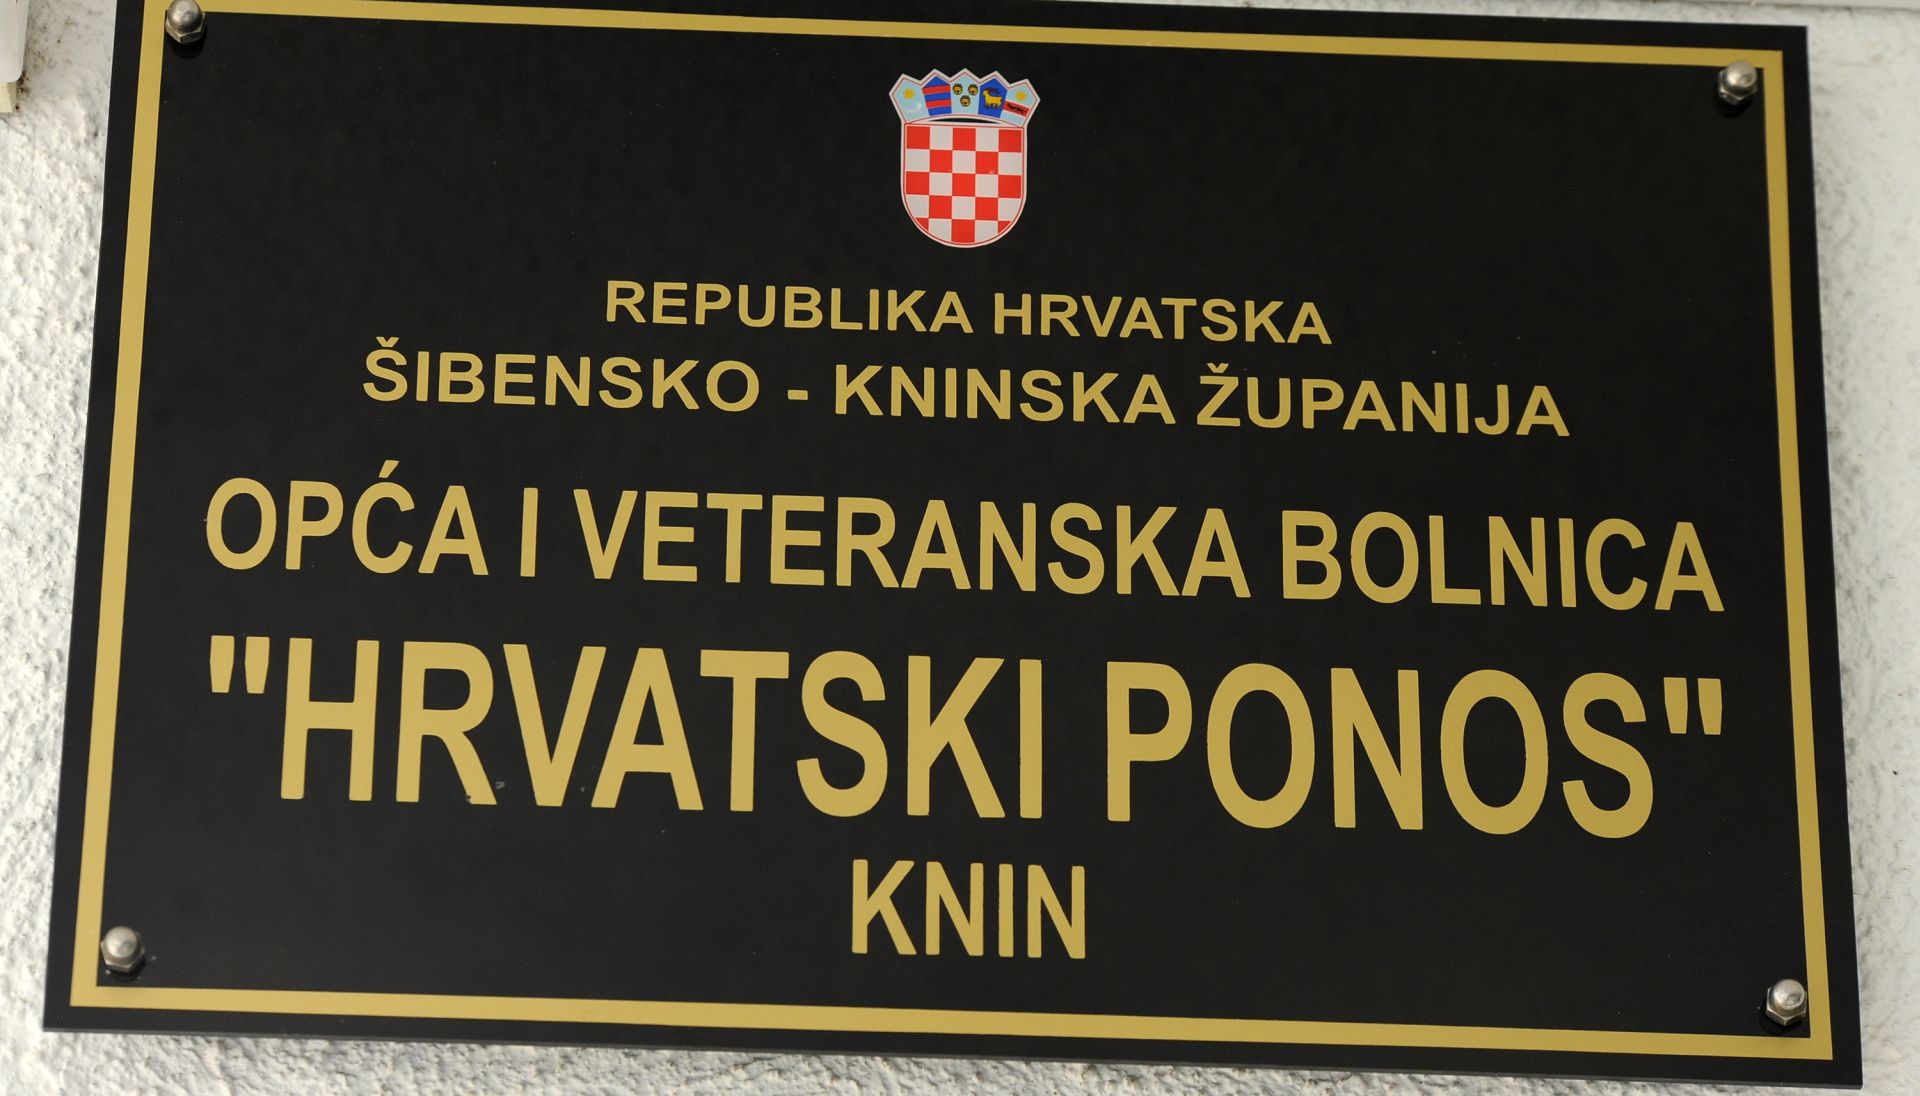 REPUBLIKA HRVATSKA
ŠIBENSKO - KNINSKA ŽUPANIJA
OPĆA I VETERANSKA BOLNICA
"HRVATSKI PONOS"
KNIN